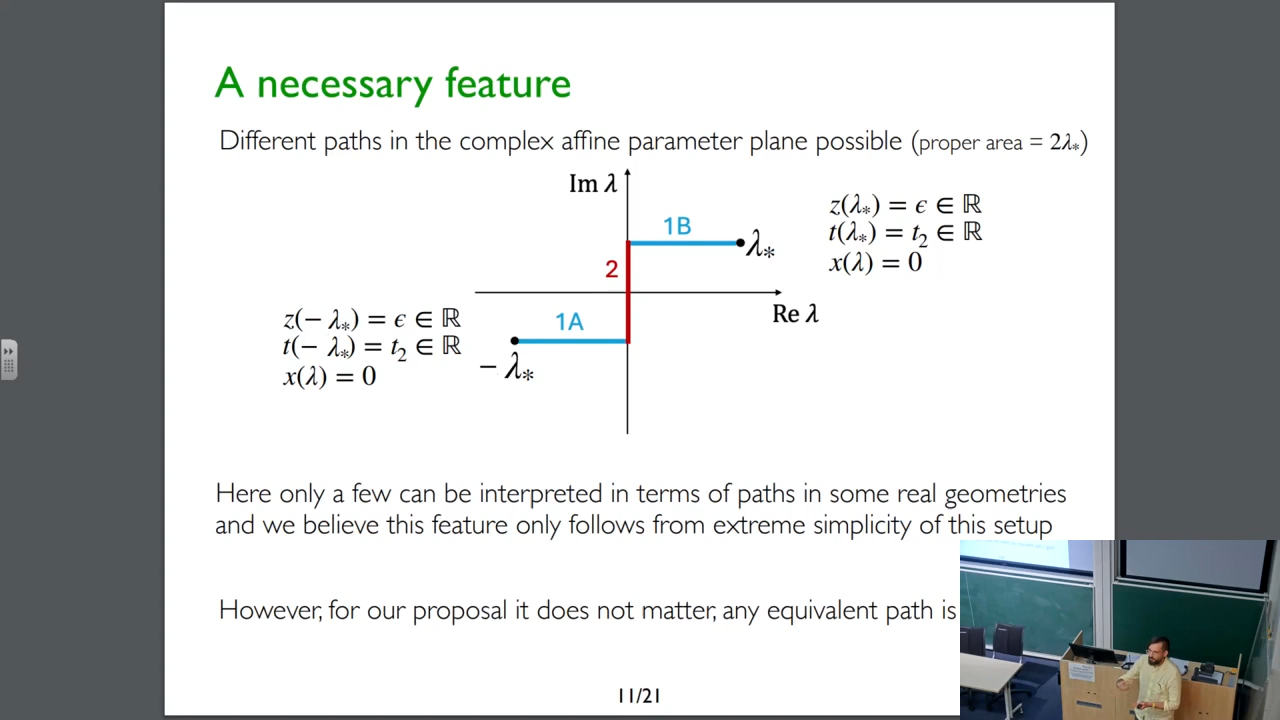 A necessary feature
Different paths in the complex affine parameter plane possible (proper area = 2λ*)
Im λ
1B
λ*
z(λ*) = ϵ ∈ ℝ
t(λ*) = t₂ ∈ ℝ
x(λ) = 0
2
Re λ
1A
− λ*
z(− λ*) = ϵ ∈ ℝ
t(− λ*) = t₂ ∈ ℝ
x(λ) = 0
Here only a few can be interpreted in terms of paths in some real geometries
and we believe this feature only follows from extreme simplicity of this setup
However, for our proposal it does not matter, any equivalent path is
11/21